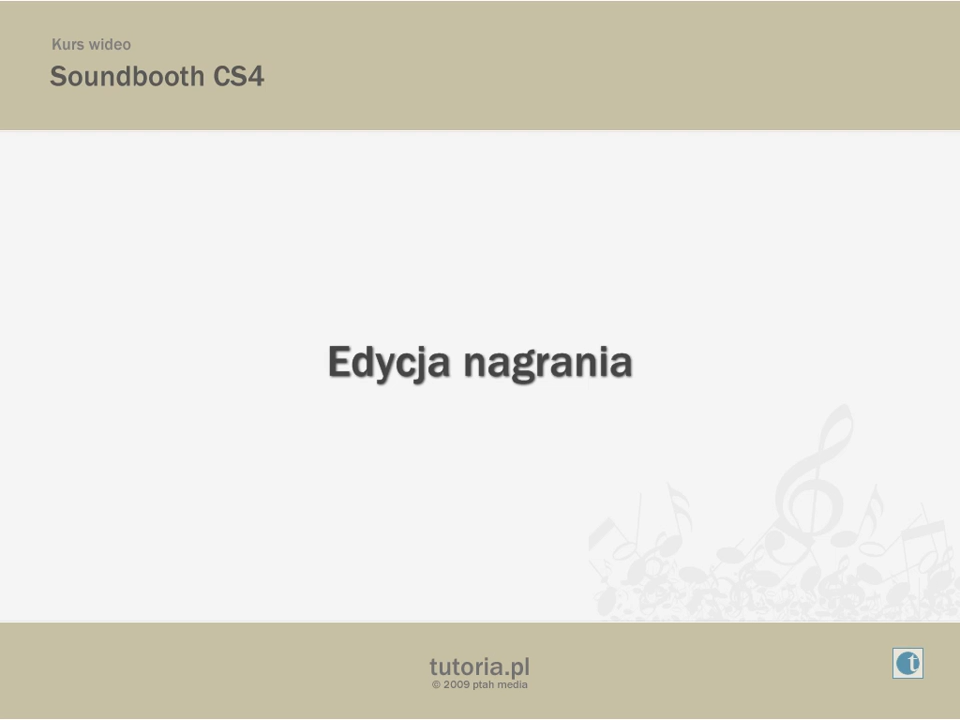 Kurs wideo
Soundbooth CS4
Edycja nagrania
tutoria.pl
© 2009 ptah media
t